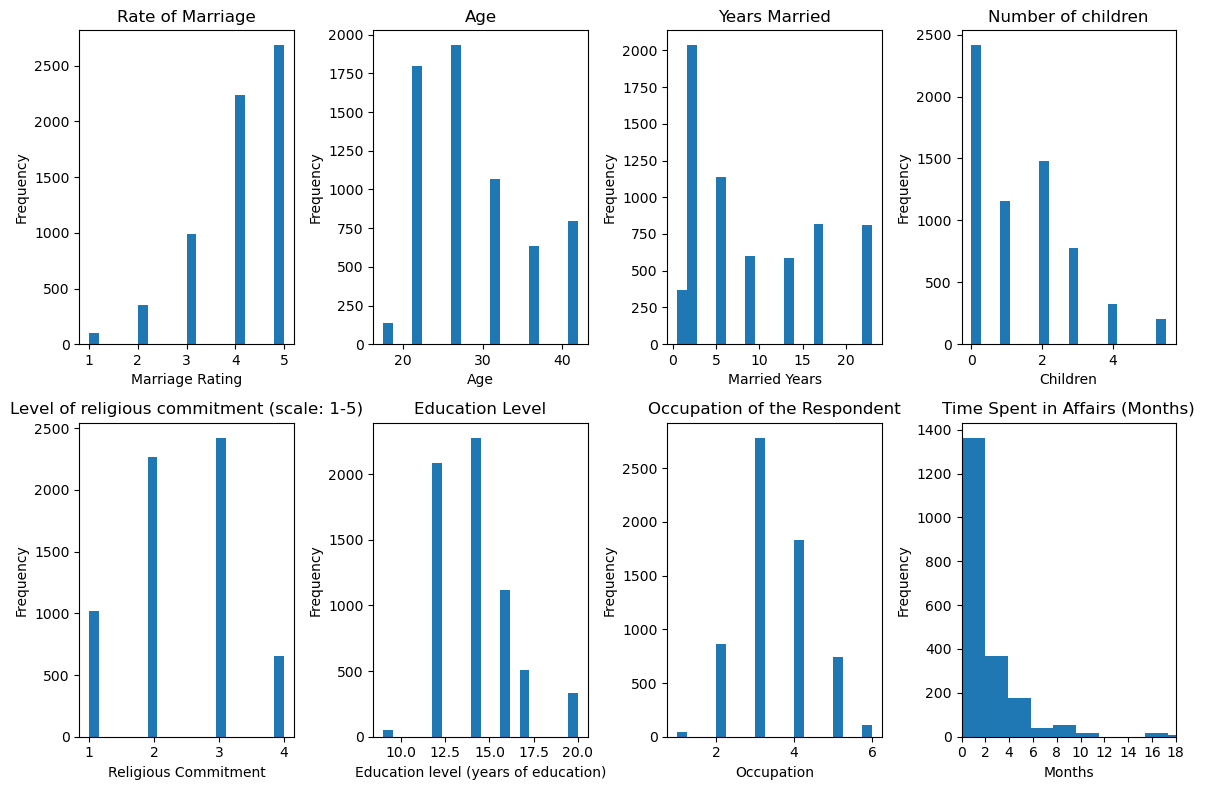 Rate of Marriage
Frequency
2500
2000
1500
1000
500
0
1 2 3 4 5
Marriage Rating
Age
Frequency
2000
1750
1500
1250
1000
750
500
250
0
20 30 40
Age
Years Married
Frequency
2000
1750
1500
1250
1000
750
500
250
0
0 5 10 15 20
Married Years
Number of children
Frequency
2500
2000
1500
1000
500
0
0 2 4
Children
Level of religious commitment (scale: 1-5)
Frequency
2500
2000
1500
1000
500
0
1 2 3 4
Religious Commitment
Education Level
Frequency
2000
1500
1000
500
0
10.0 12.5 15.0 17.5 20.0
Education level (years of education)
Occupation of the Respondent
Frequency
2500
2000
1500
1000
500
0
2 4 6
Occupation
Time Spent in Affairs (Months)
Frequency
1400
1200
1000
800
600
400
200
0
0 2 4 6 8 10 12 14 16 18
Months